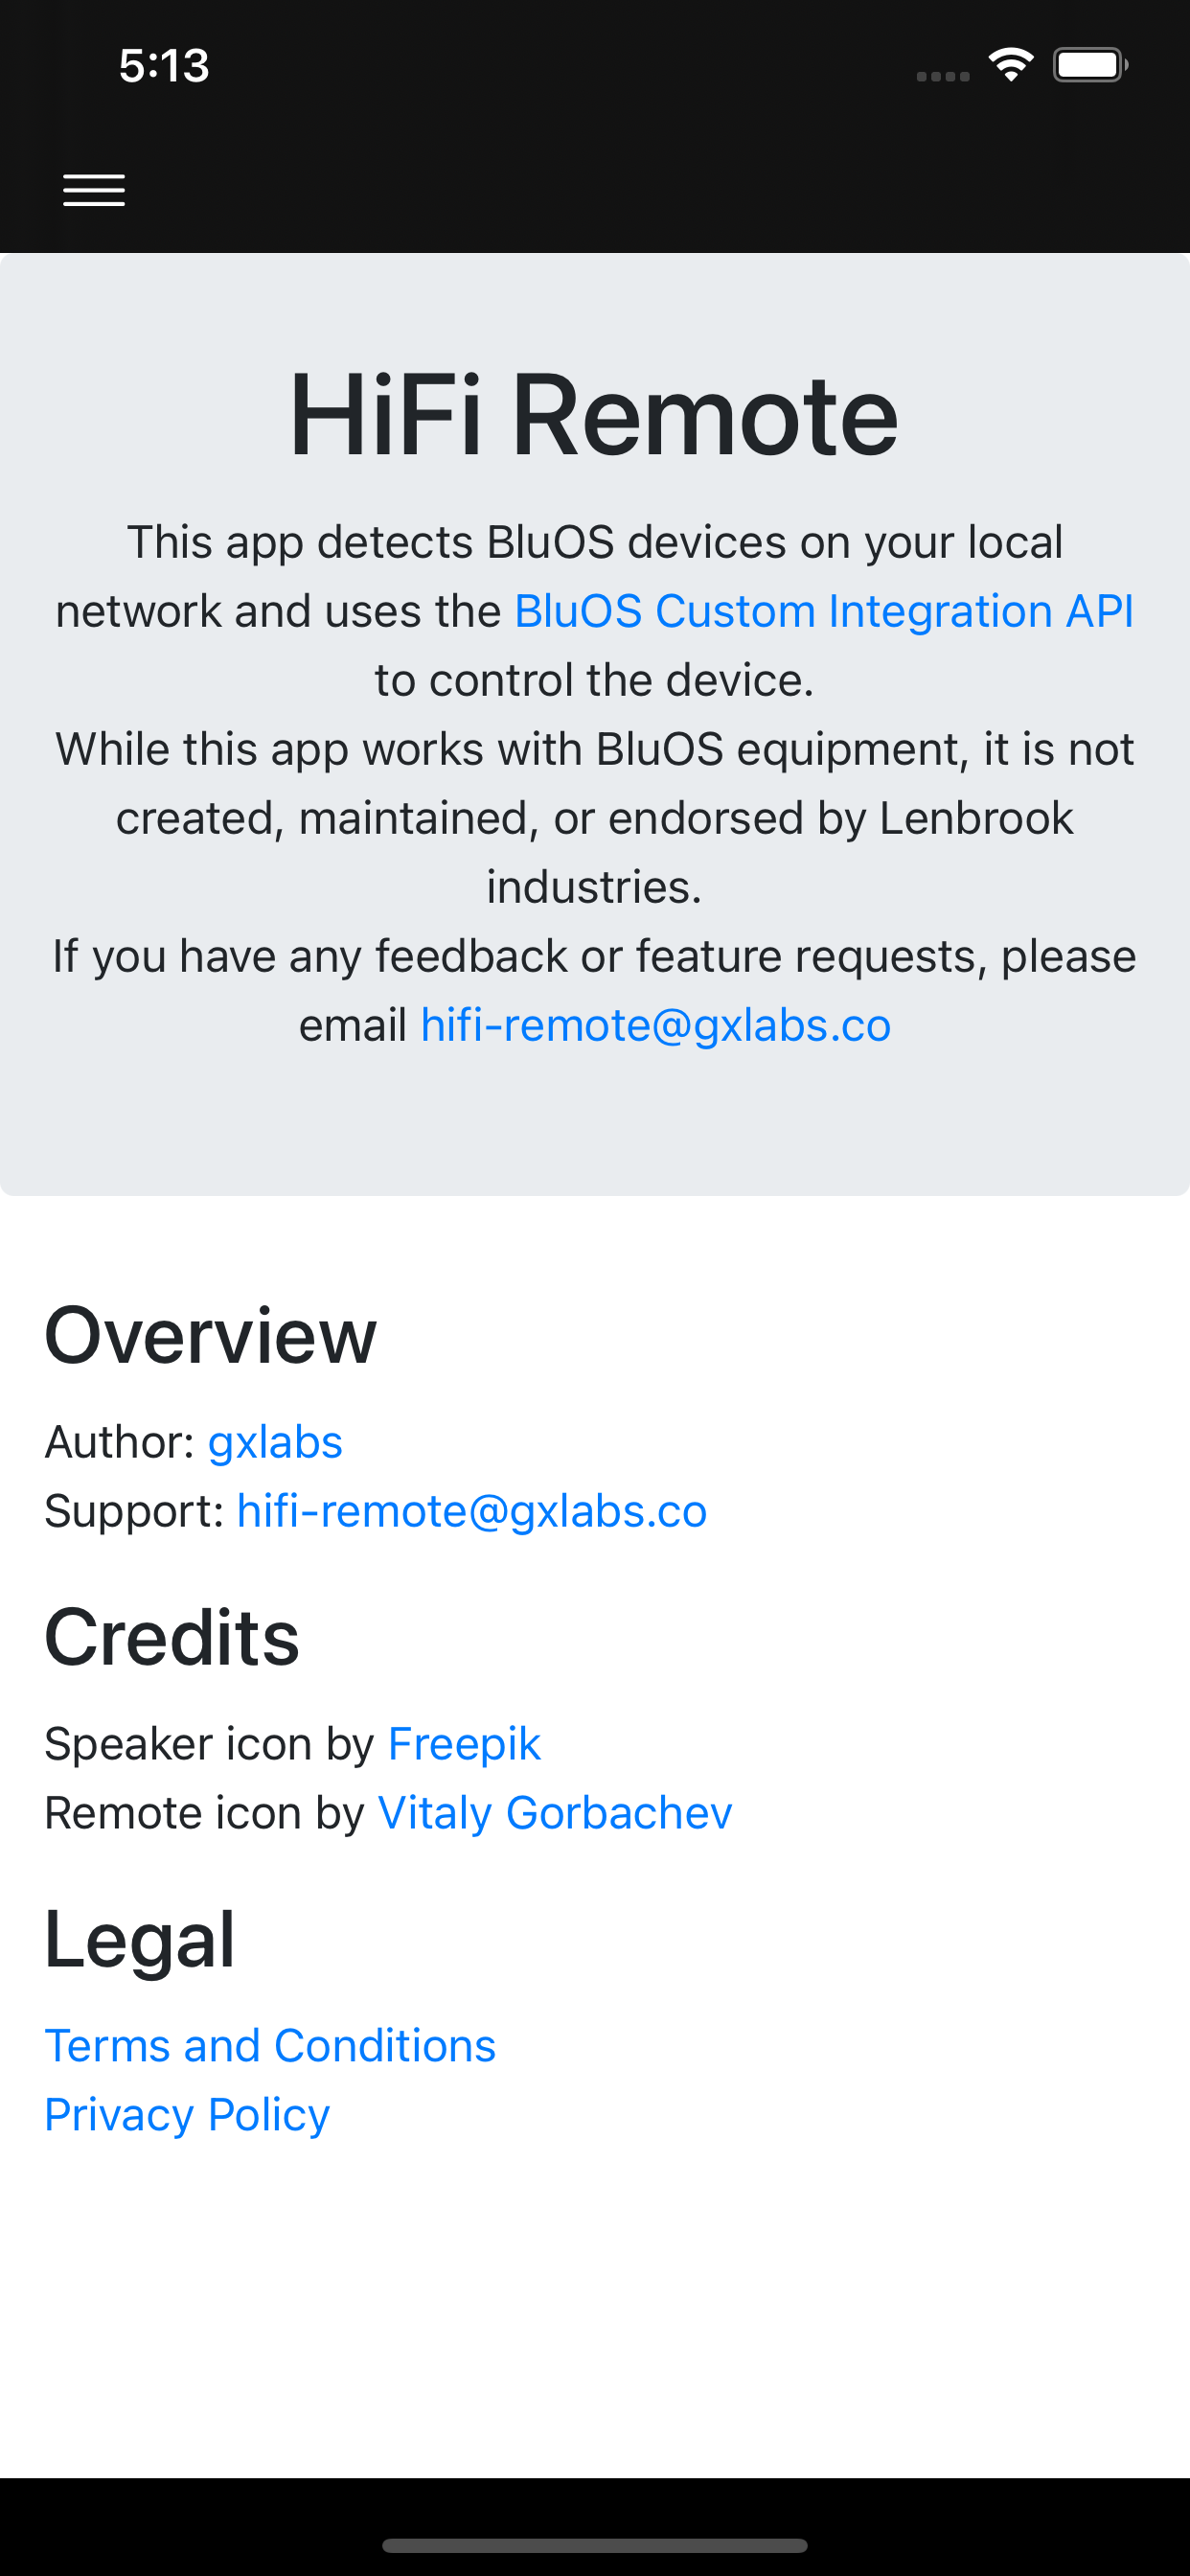 5:13
HiFi Remote
This app detects BluOS devices on your local
network and uses the BluOS Custom Integration API
to control the device.
While this app works with BluOS equipment, it is not
created, maintained, or endorsed by Lenbrook
industries.
If you have any feedback or feature requests, please
email hifi-remote@gxlabs.co
Overview
Author: gxlabs
Support: hifi-remote@gxlabs.co
Credits
Speaker icon by Freepik
Remote icon by Vitaly Gorbachev
Legal
Terms and Conditions
Privacy Policy